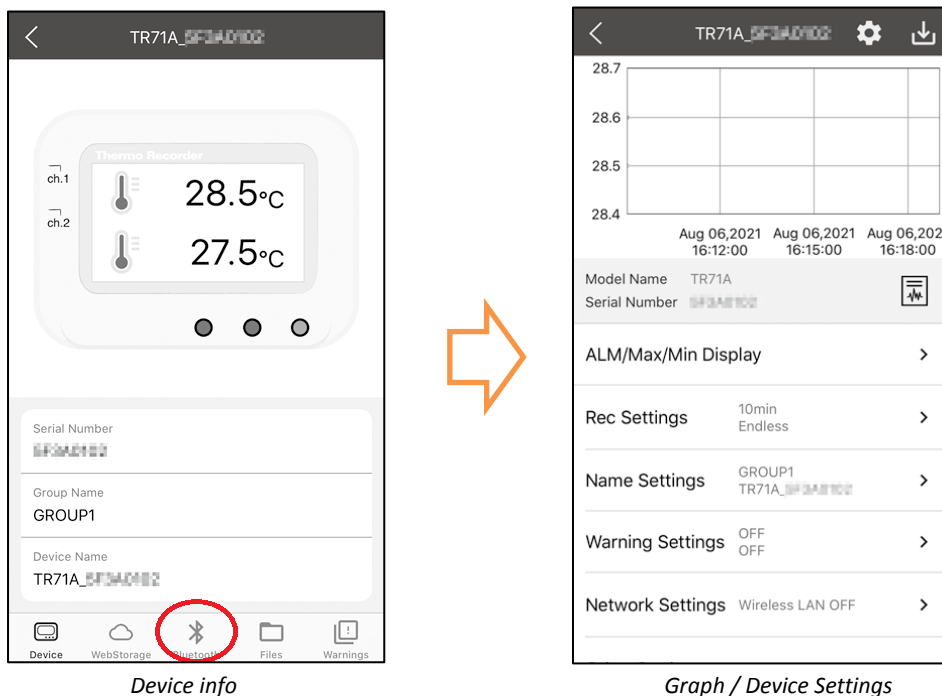 TR71A_
Thermo Recorder
ch.1
28.5°C
ch.2
27.5°C
Serial Number
Group Name
GROUP1
Device Name
TR71A_
Device WebStorage Bluetooth Files Warnings
Device info
TR71A_
28.7
28.6
28.5
28.4
Aug 06,2021 Aug 06,2021 Aug 06,202
16:12:00 16:15:00 16:18:00
Model Name TR71A
Serial Number
ALM/Max/Min Display
Rec Settings 10min
Endless
Name Settings GROUP1
TR71A_
Warning Settings OFF
OFF
Network Settings Wireless LAN OFF
Graph / Device Settings